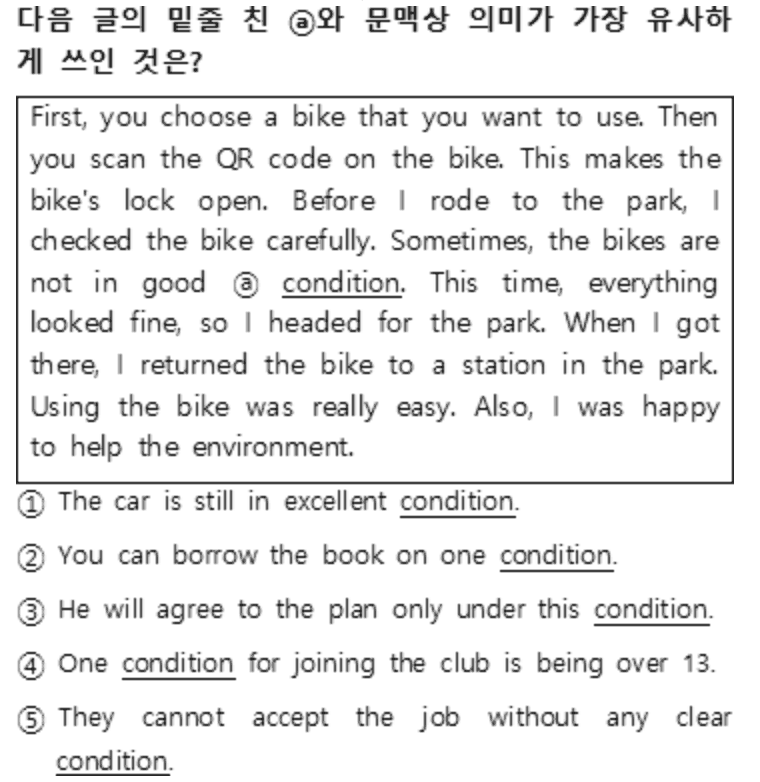 다음 글의 밑줄 친 ⓐ와 문맥상 의미가 가장 유사하
게 쓰인 것은?
First, you choose a bike that you want to use. Then
you scan the QR code on the bike. This makes the
bike's lock open. Before I rode to the park, I
checked the bike carefully. Sometimes, the bikes are
not in good ⓐ condition. This time, everything
looked fine, so I headed for the park. When I got
there, I returned the bike to a station in the park.
Using the bike was really easy. Also, I was happy
to help the environment.
① The car is still in excellent condition.
② You can borrow the book on one condition.
③ He will agree to the plan only under this condition.
④ One condition for joining the club is being over 13.
⑤ They cannot accept the job without any clear
condition.